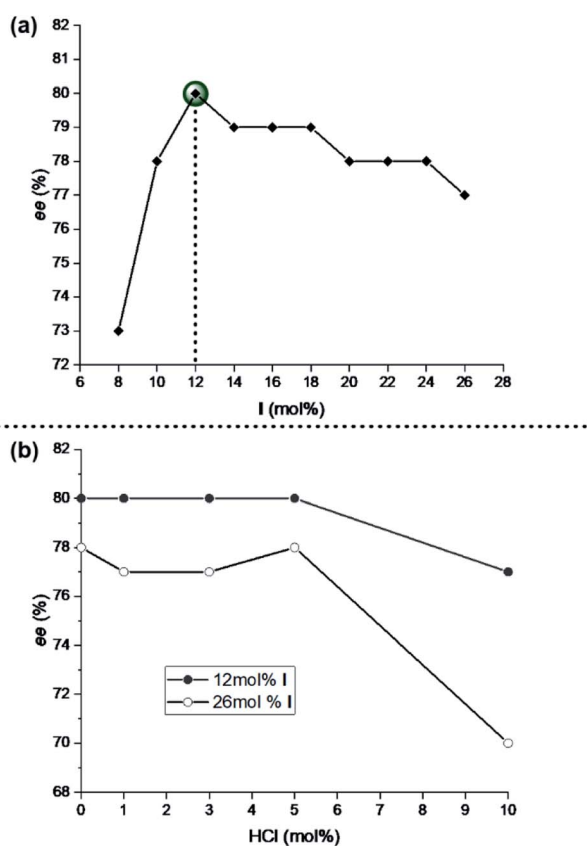 (a)
82
81
80
79
78
77
76
75
74
73
72
ee (%)
6 8 10 12 14 16 18 20 22 24 26 28
I (mol%)
(b)
82
80
78
76
74
72
70
68
ee (%)
12mol% I
26mol % I
0 1 2 3 4 5 6 7 8 9 10
HCl (mol%)